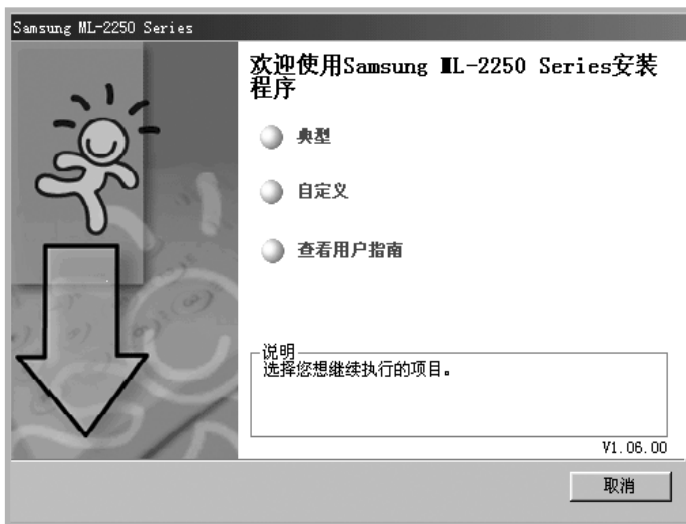 Samsung ML-2250 Series
欢迎使用Samsung ML-2250 Series安装
程序
典型
自定义
查看用户指南
说明
选择您想继续执行的项目。
V1.06.00
取消